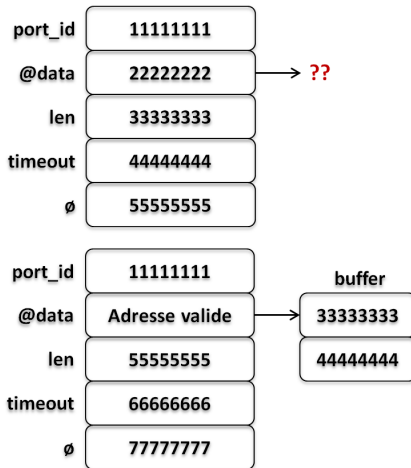 port_id 11111111
@data 22222222 ??
len 33333333
timeout 44444444
ø 55555555
port_id 11111111
buffer
@data Adresse valide 33333333
len 55555555 44444444
timeout 66666666
ø 77777777